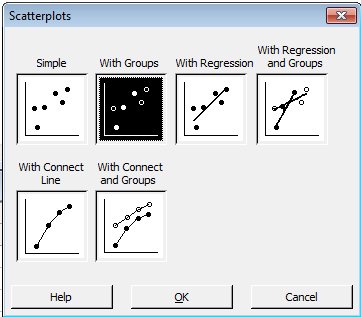 Scatterplots
Simple
With Groups
With Regression
With Regression
and Groups
With Connect
Line
With Connect
and Groups
Help
OK
Cancel